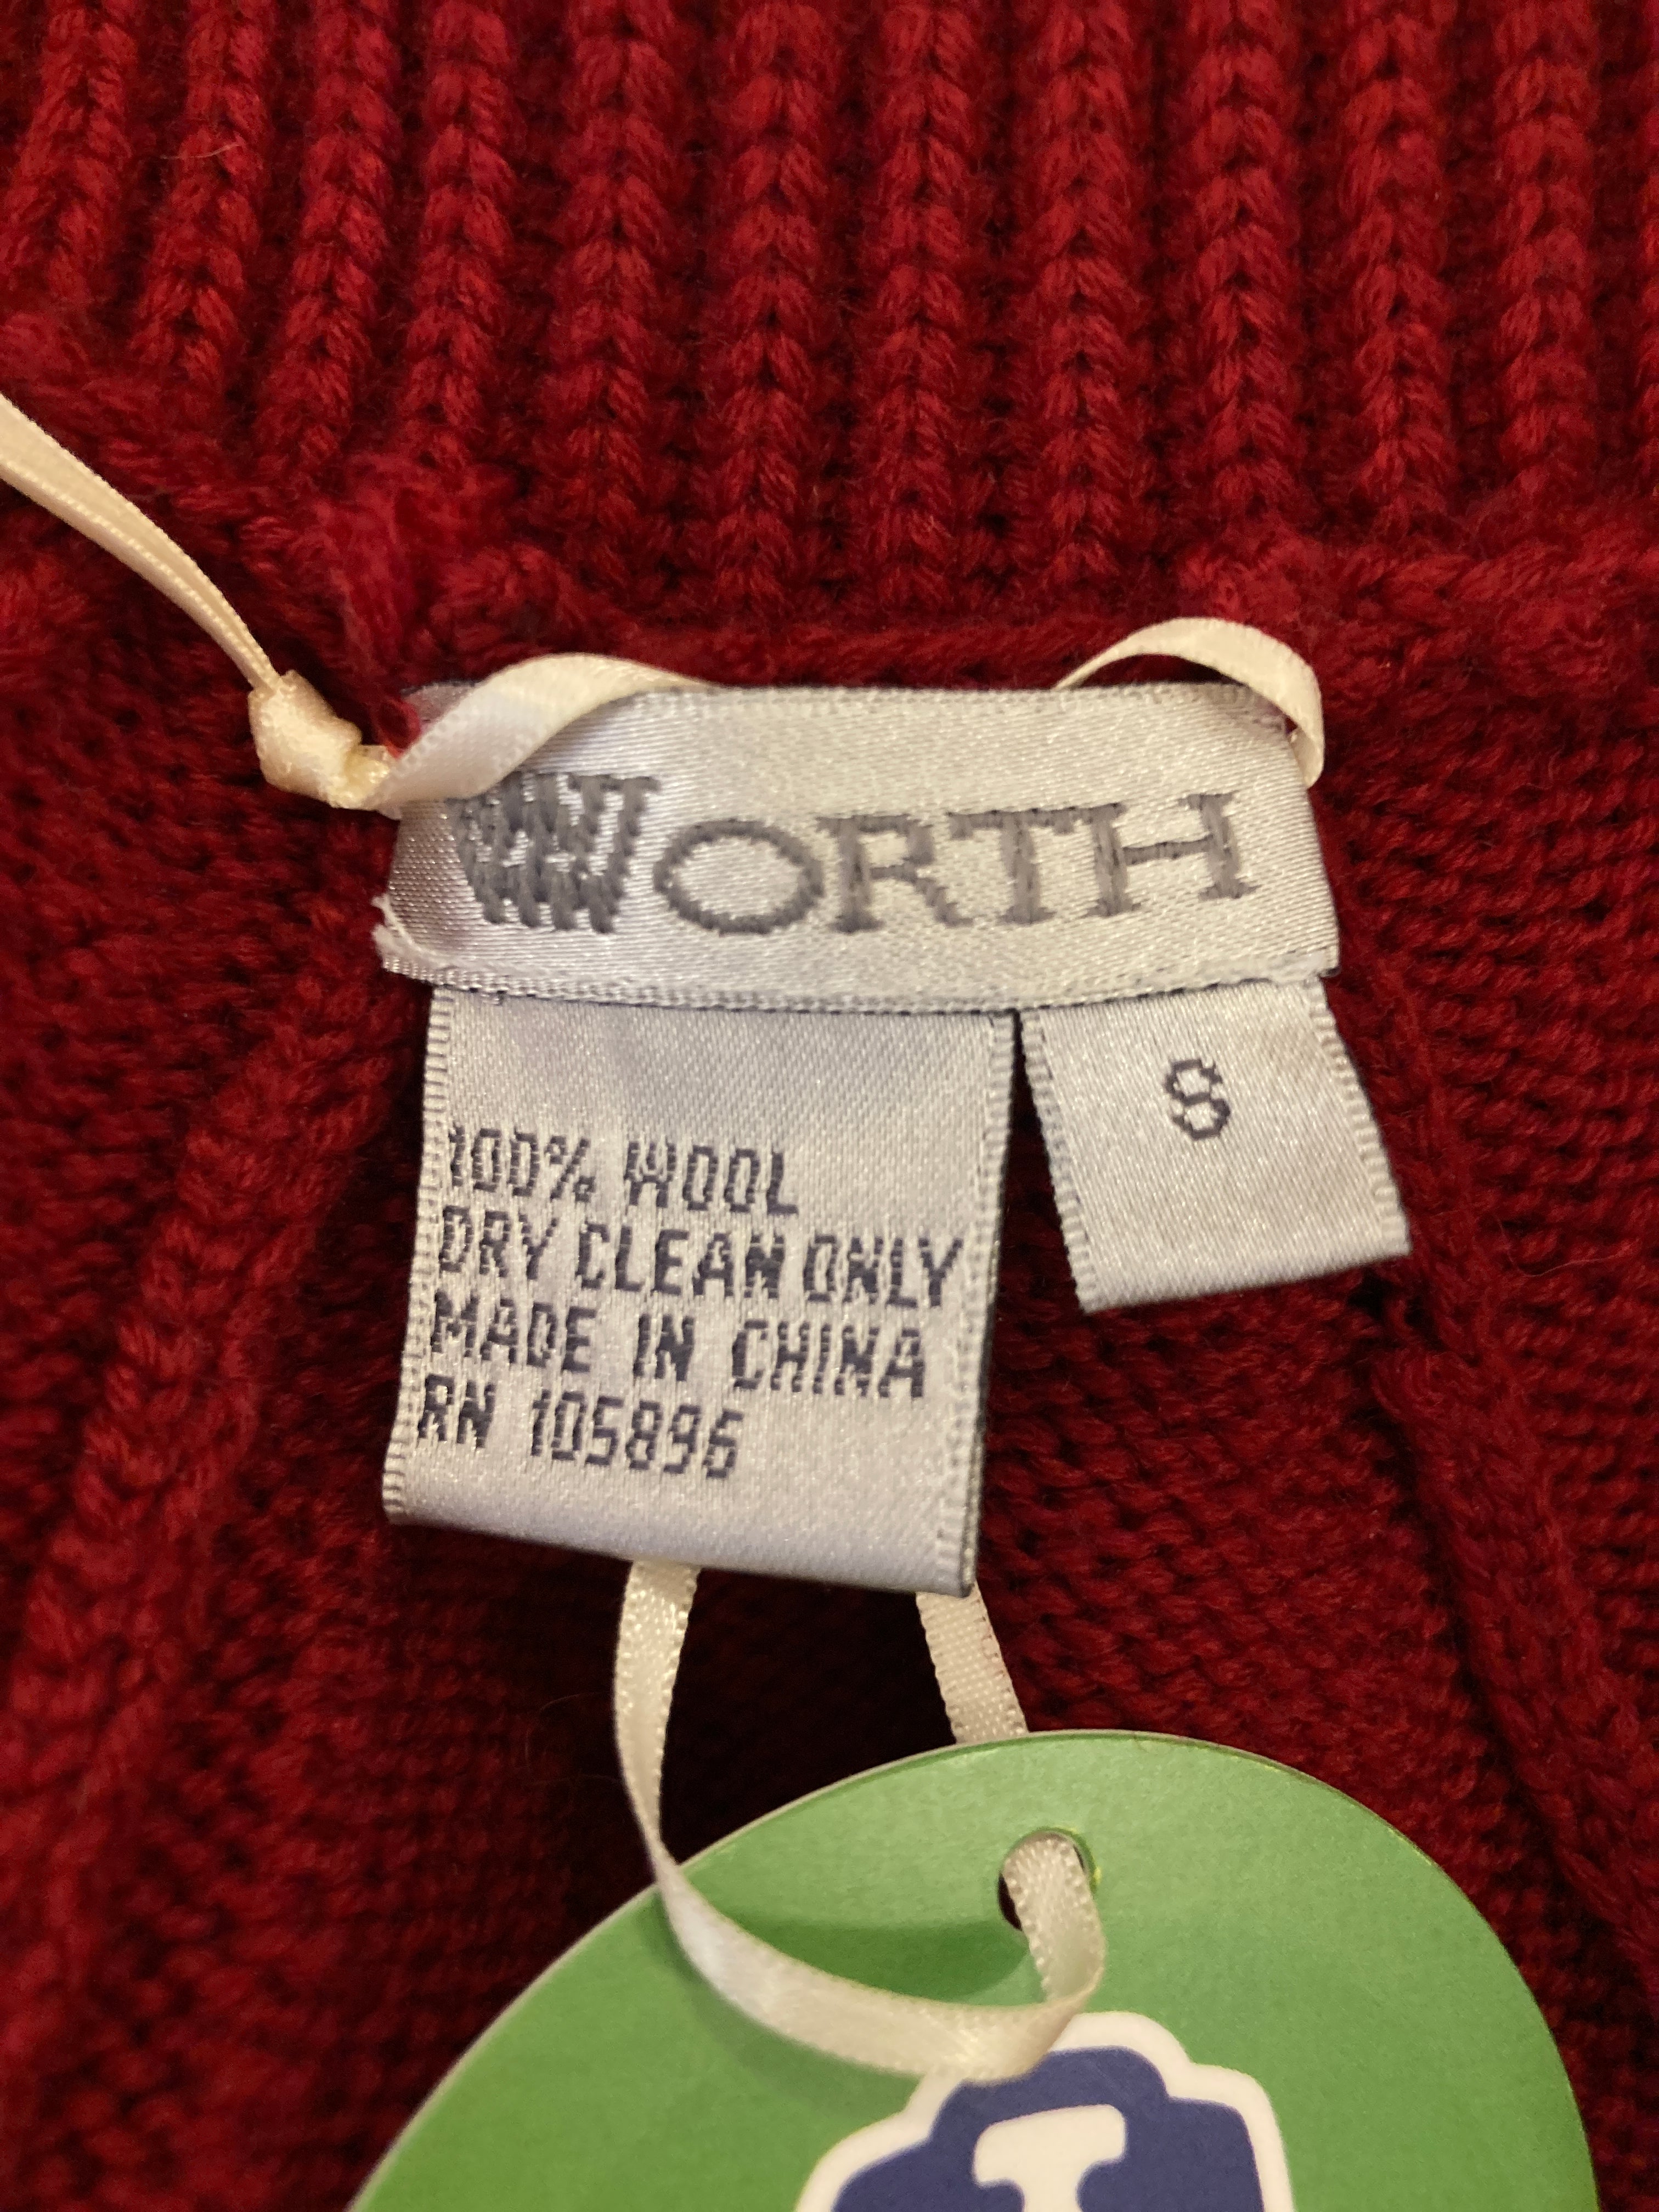 WORTH
S
100% WOOL
DRY CLEAN ONLY
MADE IN CHINA
RN 105896